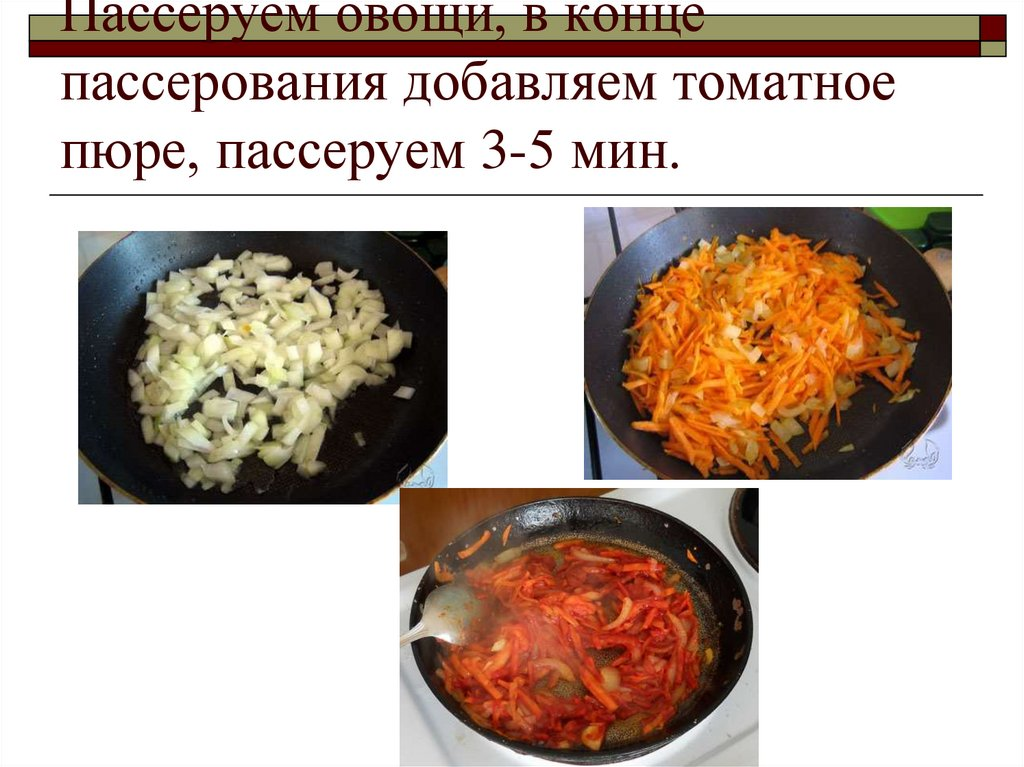 Пассеруем овощи, в конце
пассерования добавляем томатное
пюре, пассеруем 3-5 мин.